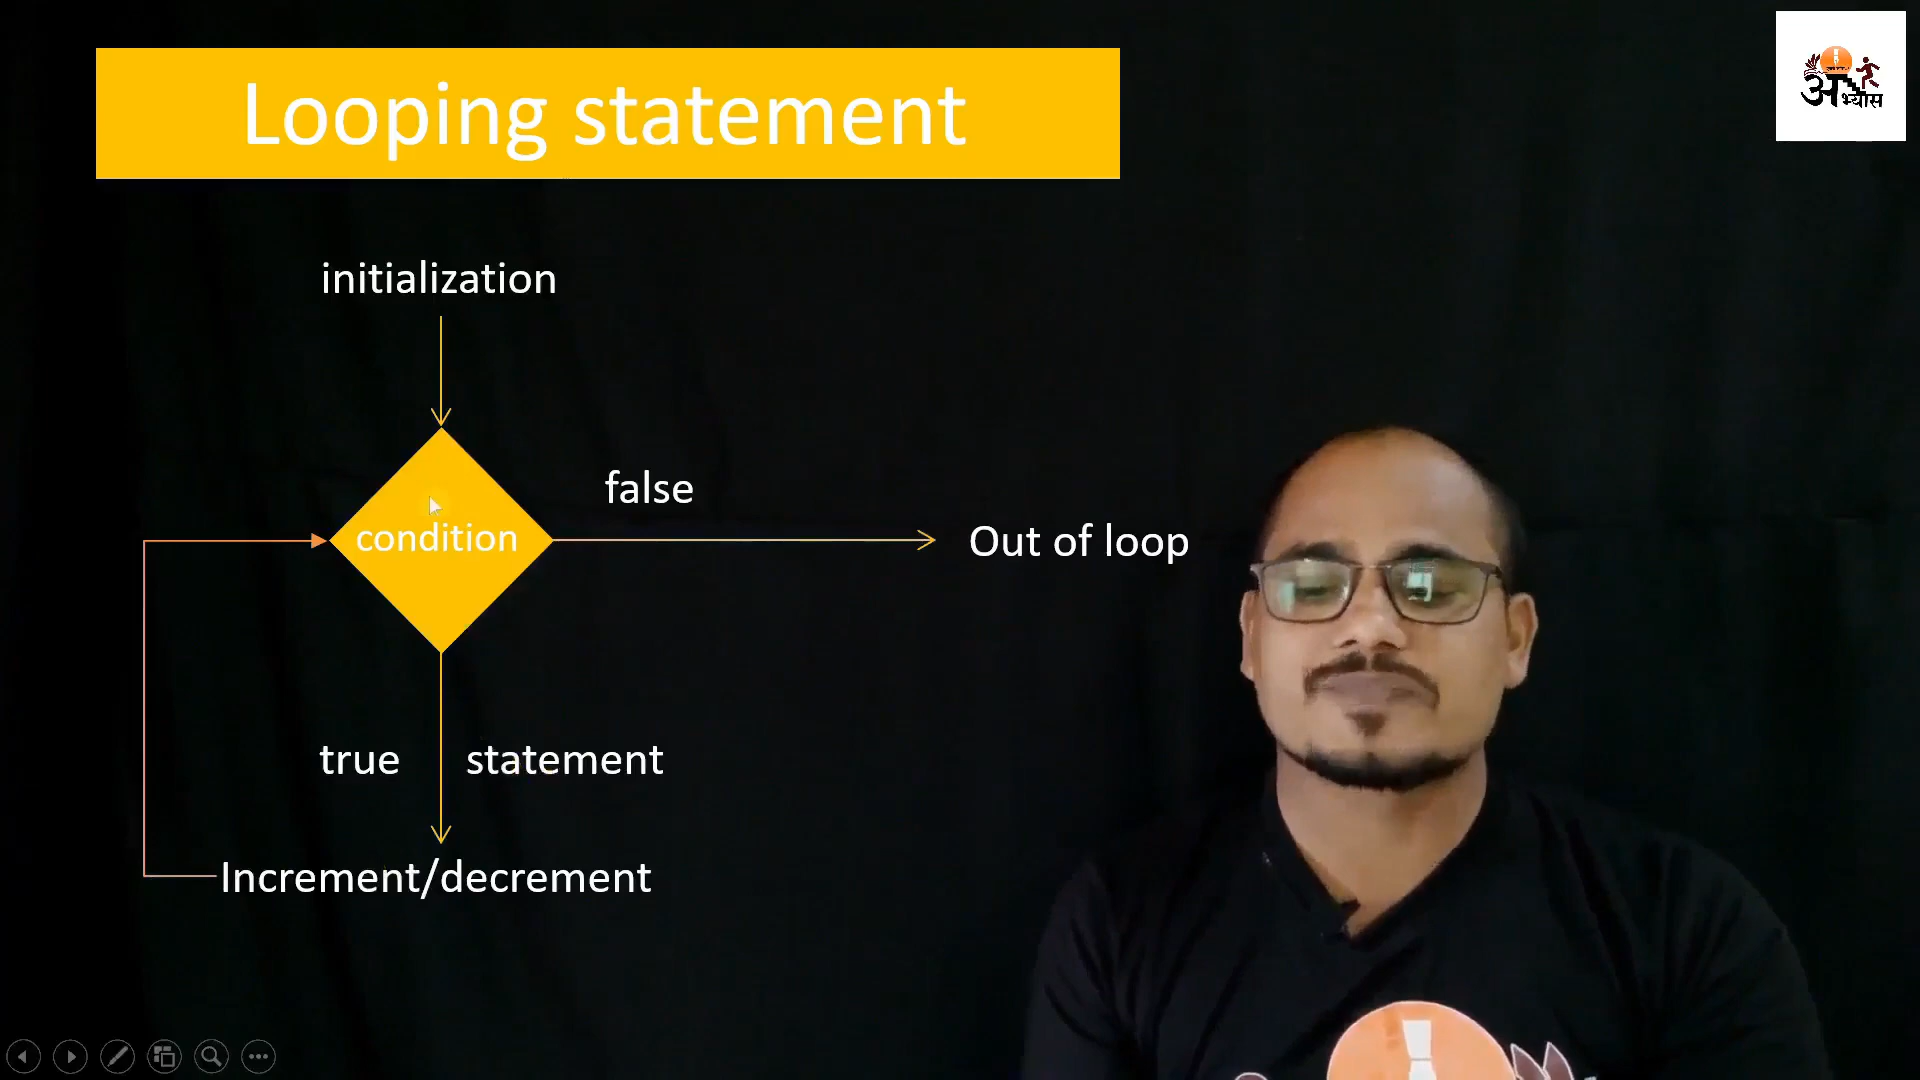 Looping statement
अभ्यास
initialization
false
condition
Out of loop
true statement
Increment/decrement